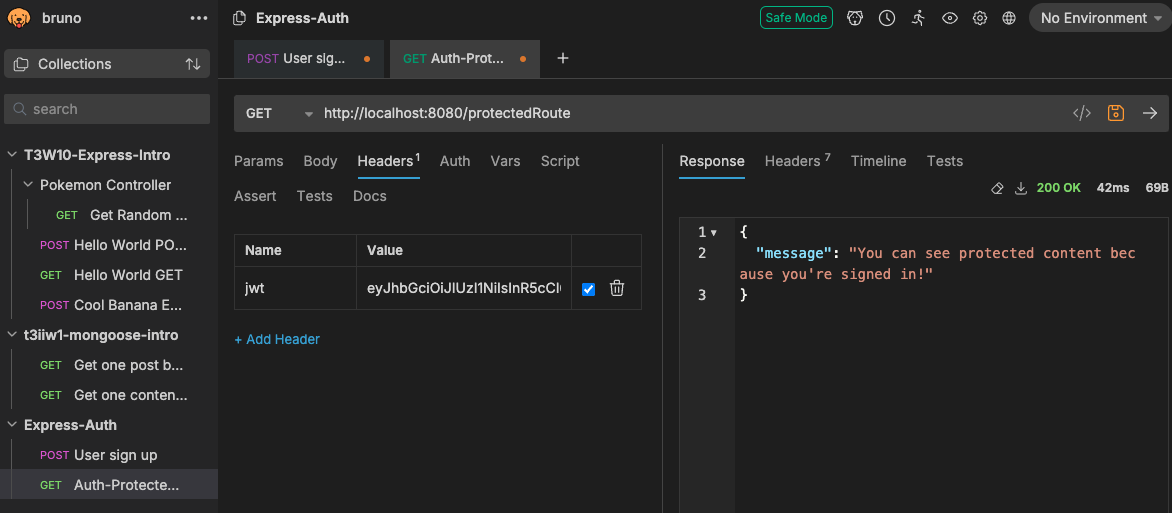 bruno
•••
Express-Auth
Safe Mode
No Environment
Collections
POST User sig...
GET Auth-Prot...
+
search
GET
http://localhost:8080/protectedRoute
</>
T3W10-Express-Intro
Pokemon Controller
GET Get Random ...
POST Hello World PO...
GET Hello World GET
POST Cool Banana E...
t3iiw1-mongoose-intro
GET Get one post b...
GET Get one conten...
Express-Auth
POST User sign up
GET Auth-Protecte...
Params Body Headers 1 Auth Vars Script
Assert Tests Docs
Name Value
jwt eyJhbGciOiJIUzI1NiIsInR5cCI
+ Add Header
Response Headers 7 Timeline Tests
200 OK 42ms 69B
1 {
2 "message": "You can see protected content bec
ause you're signed in!"
3 }